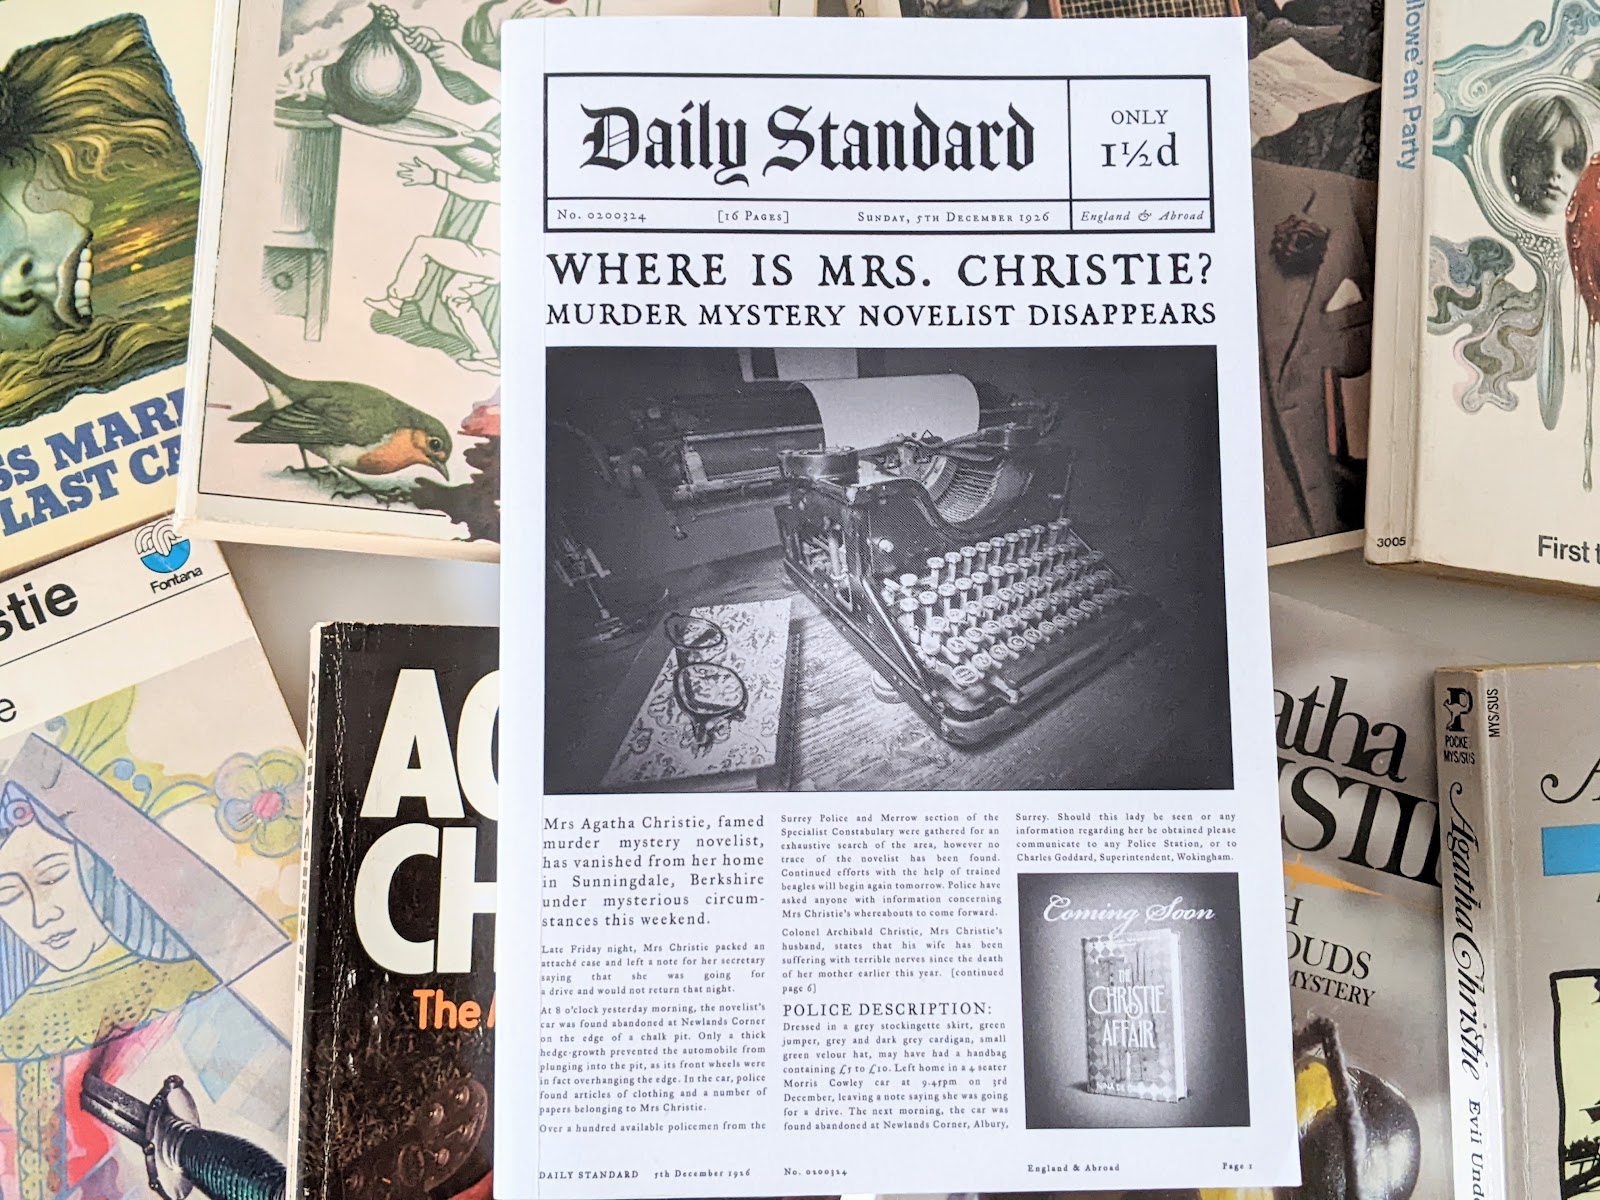 Daily Standard
ONLY
1½d
No. 0200324
[16 Pages]
Sunday, 5th December 1926
England & Abroad
WHERE IS MRS. CHRISTIE?
MURDER MYSTERY NOVELIST DISAPPEARS
Mrs Agatha Christie, famed
murder mystery novelist,
has vanished from her home
in Sunningdale, Berkshire
under mysterious circum-
stances this weekend.
Late Friday night, Mrs Christie packed an
attaché case and left a note for her secretary
saying that she was going for
a drive and would not return that night.
At 8 o'clock yesterday morning, the novelist's
car was found abandoned at Newlands Corner
on the edge of a chalk pit. Only a thick
hedge-growth prevented the automobile from
plunging into the pit, as its front wheels were
in fact overhanging the edge. In the car, police
found articles of clothing and a number of
papers belonging to Mrs Christie.
Over a hundred available policemen from the
Surrey Police and Merrow section of the
Specialist Constabulary were gathered for an
exhaustive search of the area, however no
trace of the novelist has been found.
Continued efforts with the help of trained
beagles will begin again tomorrow. Police have
asked anyone with information concerning
Mrs Christie's whereabouts to come forward.
Colonel Archibald Christie, Mrs Christie's
husband, states that his wife has been
suffering with terrible nerves since the death
of her mother earlier this year. [continued
page 6]
POLICE DESCRIPTION:
Dressed in a grey stockingette skirt, green
jumper, grey and dark grey cardigan, small
green velour hat, may have had a handbag
containing £5 to £10. Left home in a 4 seater
Morris Cowley car at 9.45pm on 3rd
December, leaving a note saying she was going
for a drive. The next morning, the car was
found abandoned at Newlands Corner, Albury,
Surrey. Should this lady be seen or any
information regarding her be obtained please
communicate to any Police Station, or to
Charles Goddard, Superintendent, Wokingham.
Coming Soon
THE
CHRISTIE
AFFAIR
NINA DE
DAILY STANDARD
5th December 1926
No. 0200324
England & Abroad
Page 1
SS MAR
LAST CA
Fontana
stie
e
AG
CH
The
AGATHA CHRISTIE
llowe'en Party
3005
First t
atha
ISTI
H
OUDS
MYSTERY
POCKET
MYS/SUS
MYS/SUS
Agatha Christie
Evil Und
A